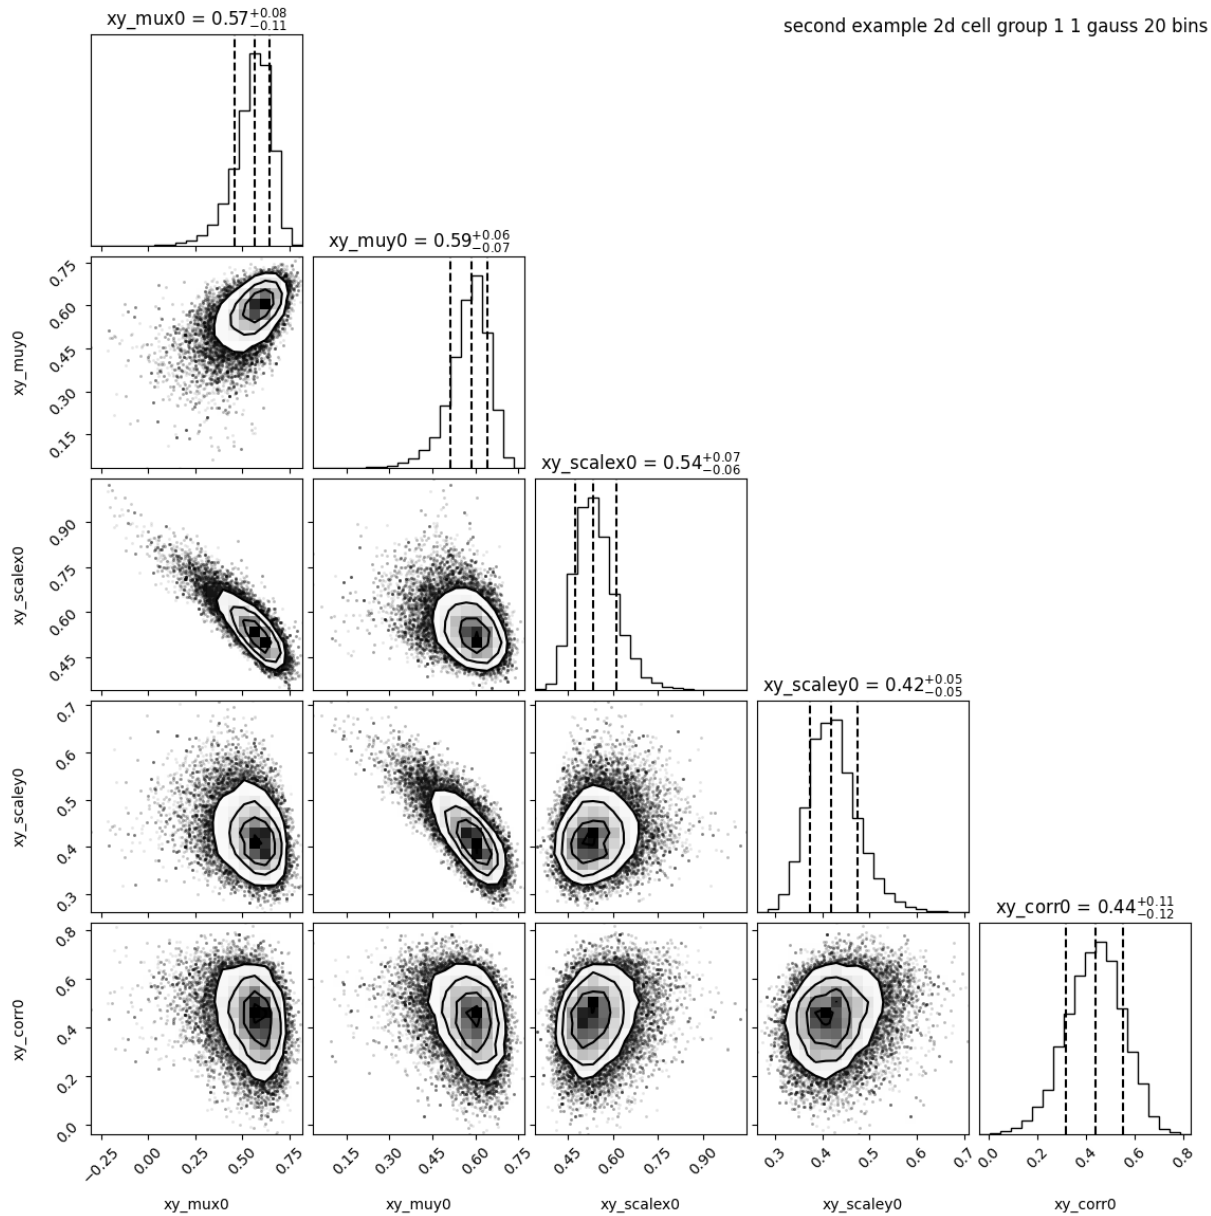 xy_mux0 = 0.57+0.08 −0.11
second example 2d cell group 1 1 gauss 20 bins
xy_muy0 = 0.59+0.06 −0.07
0.75
0.60
0.45
0.30
0.15
xy_muy0
xy_scalex0 = 0.54+0.07 −0.06
0.90
0.75
0.60
0.45
xy_scalex0
xy_scaley0 = 0.42+0.05 −0.05
0.7
0.6
0.5
0.4
0.3
xy_scaley0
xy_corr0 = 0.44+0.11 −0.12
0.8
0.6
0.4
0.2
0.0
xy_corr0
−0.25 0.00 0.25 0.50 0.75
0.15 0.30 0.45 0.60 0.75
0.45 0.60 0.75 0.90
0.3 0.4 0.5 0.6 0.7
0.0 0.2 0.4 0.6 0.8
xy_mux0 xy_muy0 xy_scalex0 xy_scaley0 xy_corr0